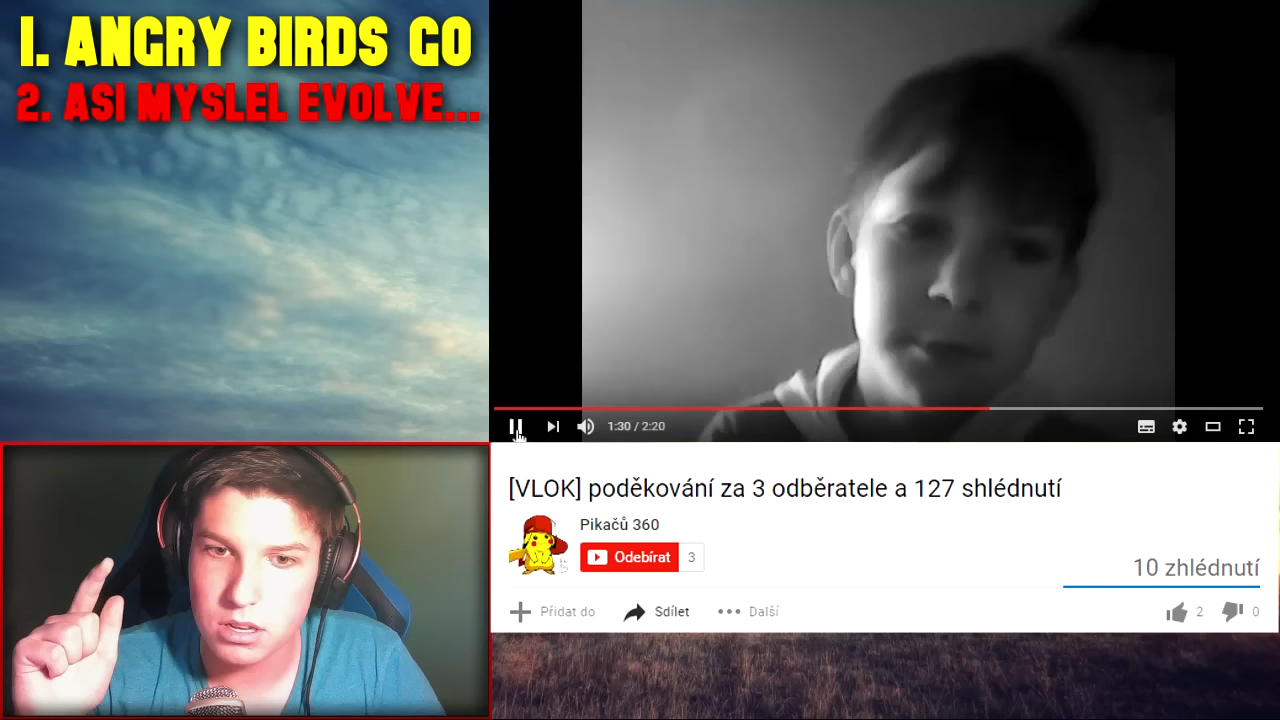 1. ANGRY BIRDS GO
2. ASI MYSLEL EVOLVE...
1:30 / 2:20
[VLOK] poděkování za 3 odběratele a 127 shlédnutí
Pikačů 360
Odebírat 3
10 zhlédnutí
Přidat do Sdílet Další 2 0